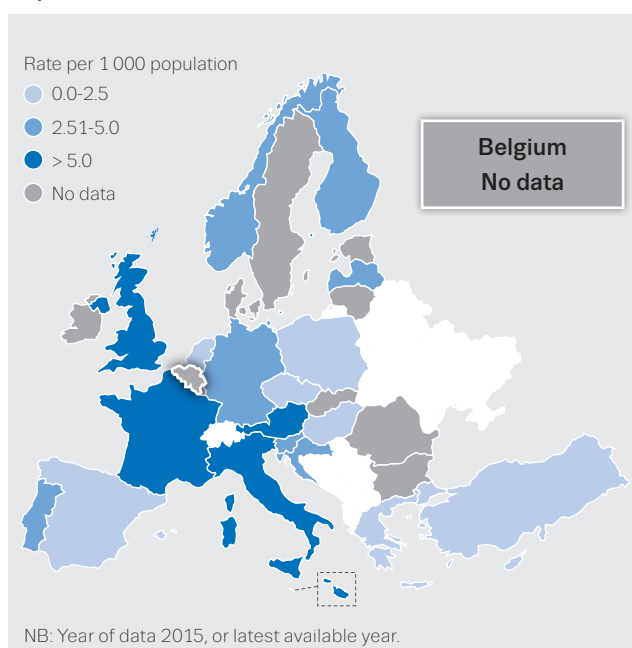 Rate per 1 000 population
0.0-2.5
2.51-5.0
> 5.0
No data
Belgium
No data
NB: Year of data 2015, or latest available year.